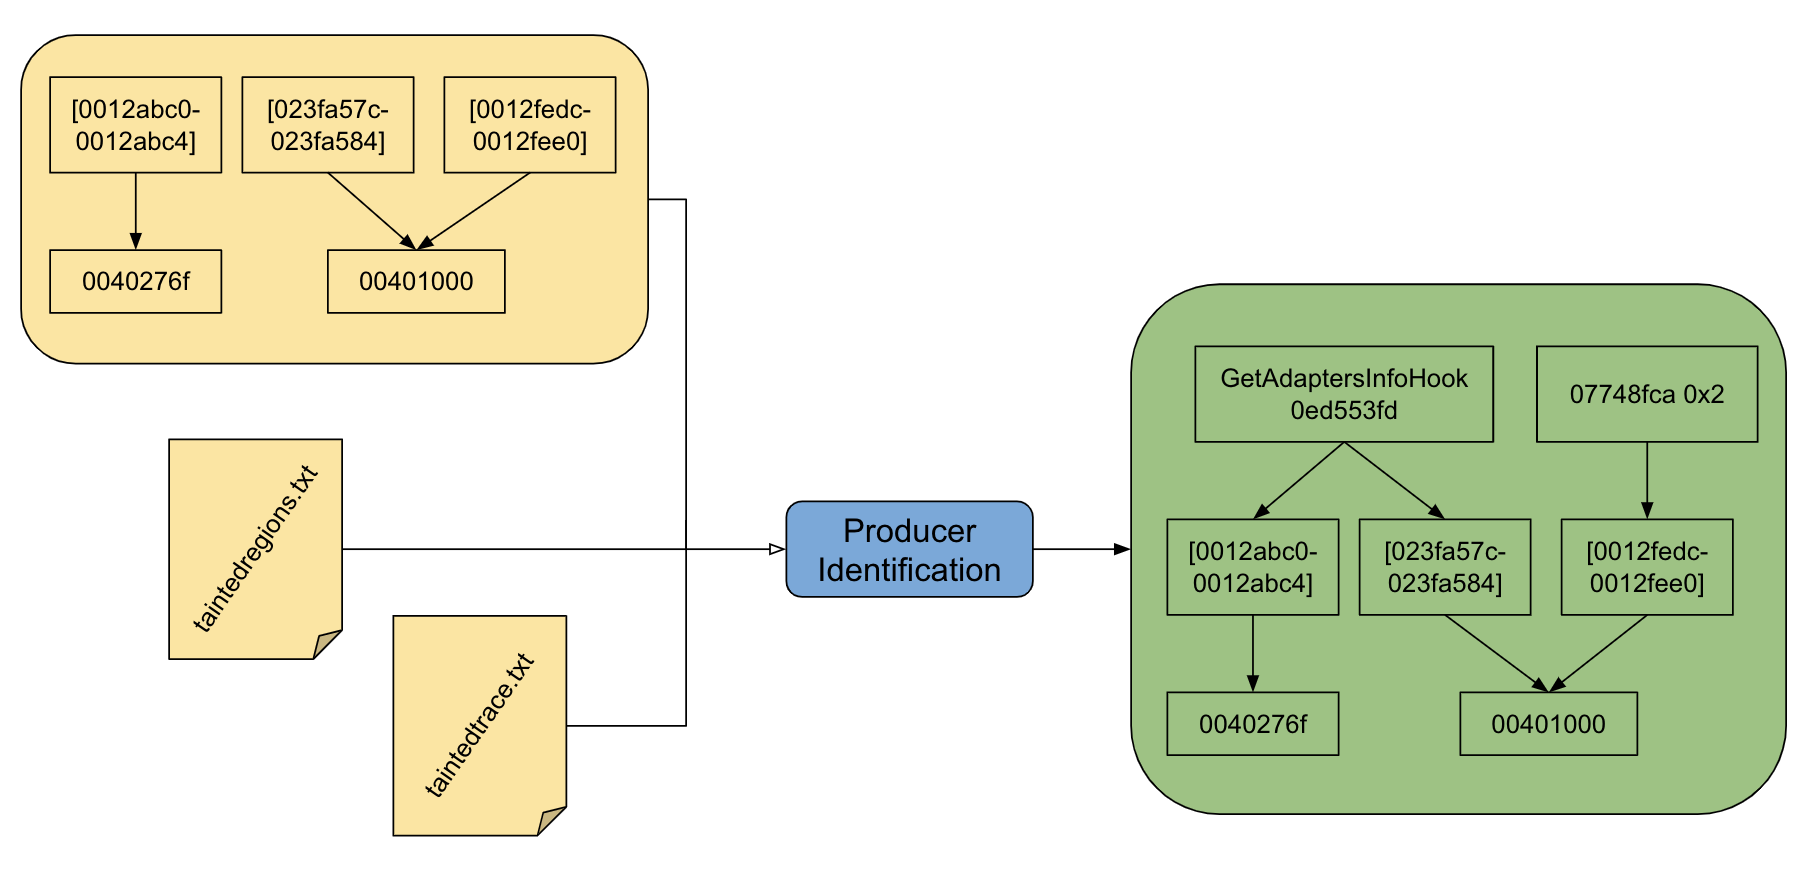 [0012abc0-
0012abc4]
[023fa57c-
023fa584]
[0012fedc-
0012fee0]
0040276f
00401000
taintedregions.txt
taintedtrace.txt
Producer
Identification
GetAdaptersInfoHook
0ed553fd
07748fca 0x2
[0012abc0-
0012abc4]
[023fa57c-
023fa584]
[0012fedc-
0012fee0]
0040276f
00401000